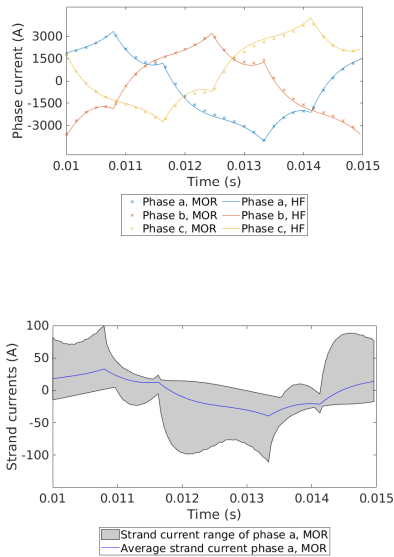 Phase current (A)
3000
1500
0
-1500
-3000
0.01 0.011 0.012 0.013 0.014 0.015
Time (s)
Phase a, MOR Phase a, HF
Phase b, MOR Phase b, HF
Phase c, MOR Phase c, HF
Strand currents (A)
100
50
0
-50
-100
0.01 0.011 0.012 0.013 0.014 0.015
Time (s)
Strand current range of phase a, MOR
Average strand current phase a, MOR